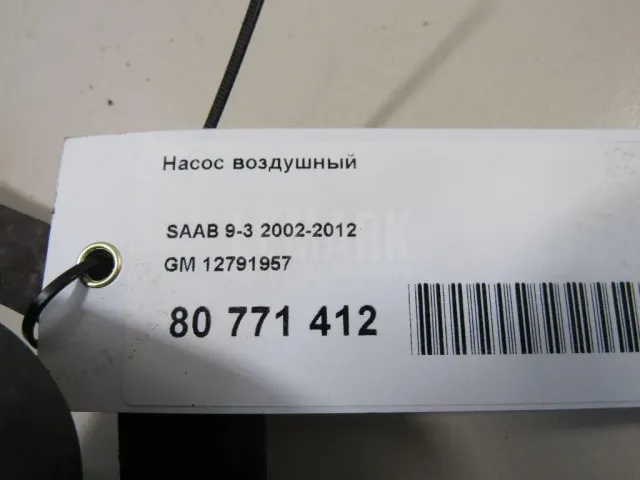 Насос воздушный
SAAB 9-3 2002-2012
GM 12791957
80 771 412